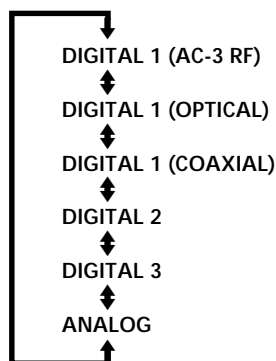 DIGITAL 1 (AC-3 RF)
DIGITAL 1 (OPTICAL)
DIGITAL 1 (COAXIAL)
DIGITAL 2
DIGITAL 3
ANALOG